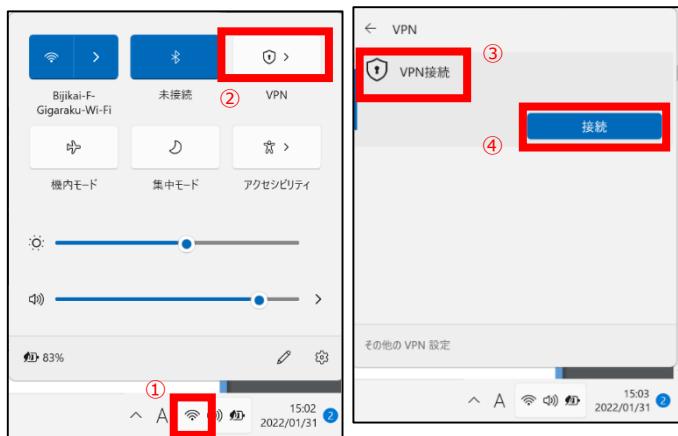 ②
Bijikai-F-
Gigaraku-Wi-Fi
未接続
VPN
機内モード
集中モード
アクセシビリティ
83%
①
A
15:02
2022/01/31
2
← VPN
③
VPN接続
④
接続
その他の VPN 設定
A
15:03
2022/01/31
2